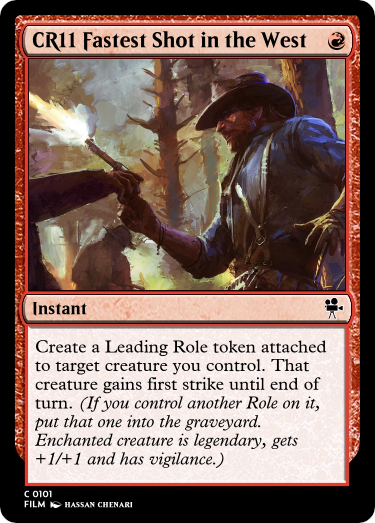 CR11 Fastest Shot in the West
Instant
Create a Leading Role token attached
to target creature you control. That
creature gains first strike until end of
turn. (If you control another Role on it,
put that one into the graveyard.
Enchanted creature is legendary, gets
+1/+1 and has vigilance.)
C 0101
FILM HASSAN CHENARI